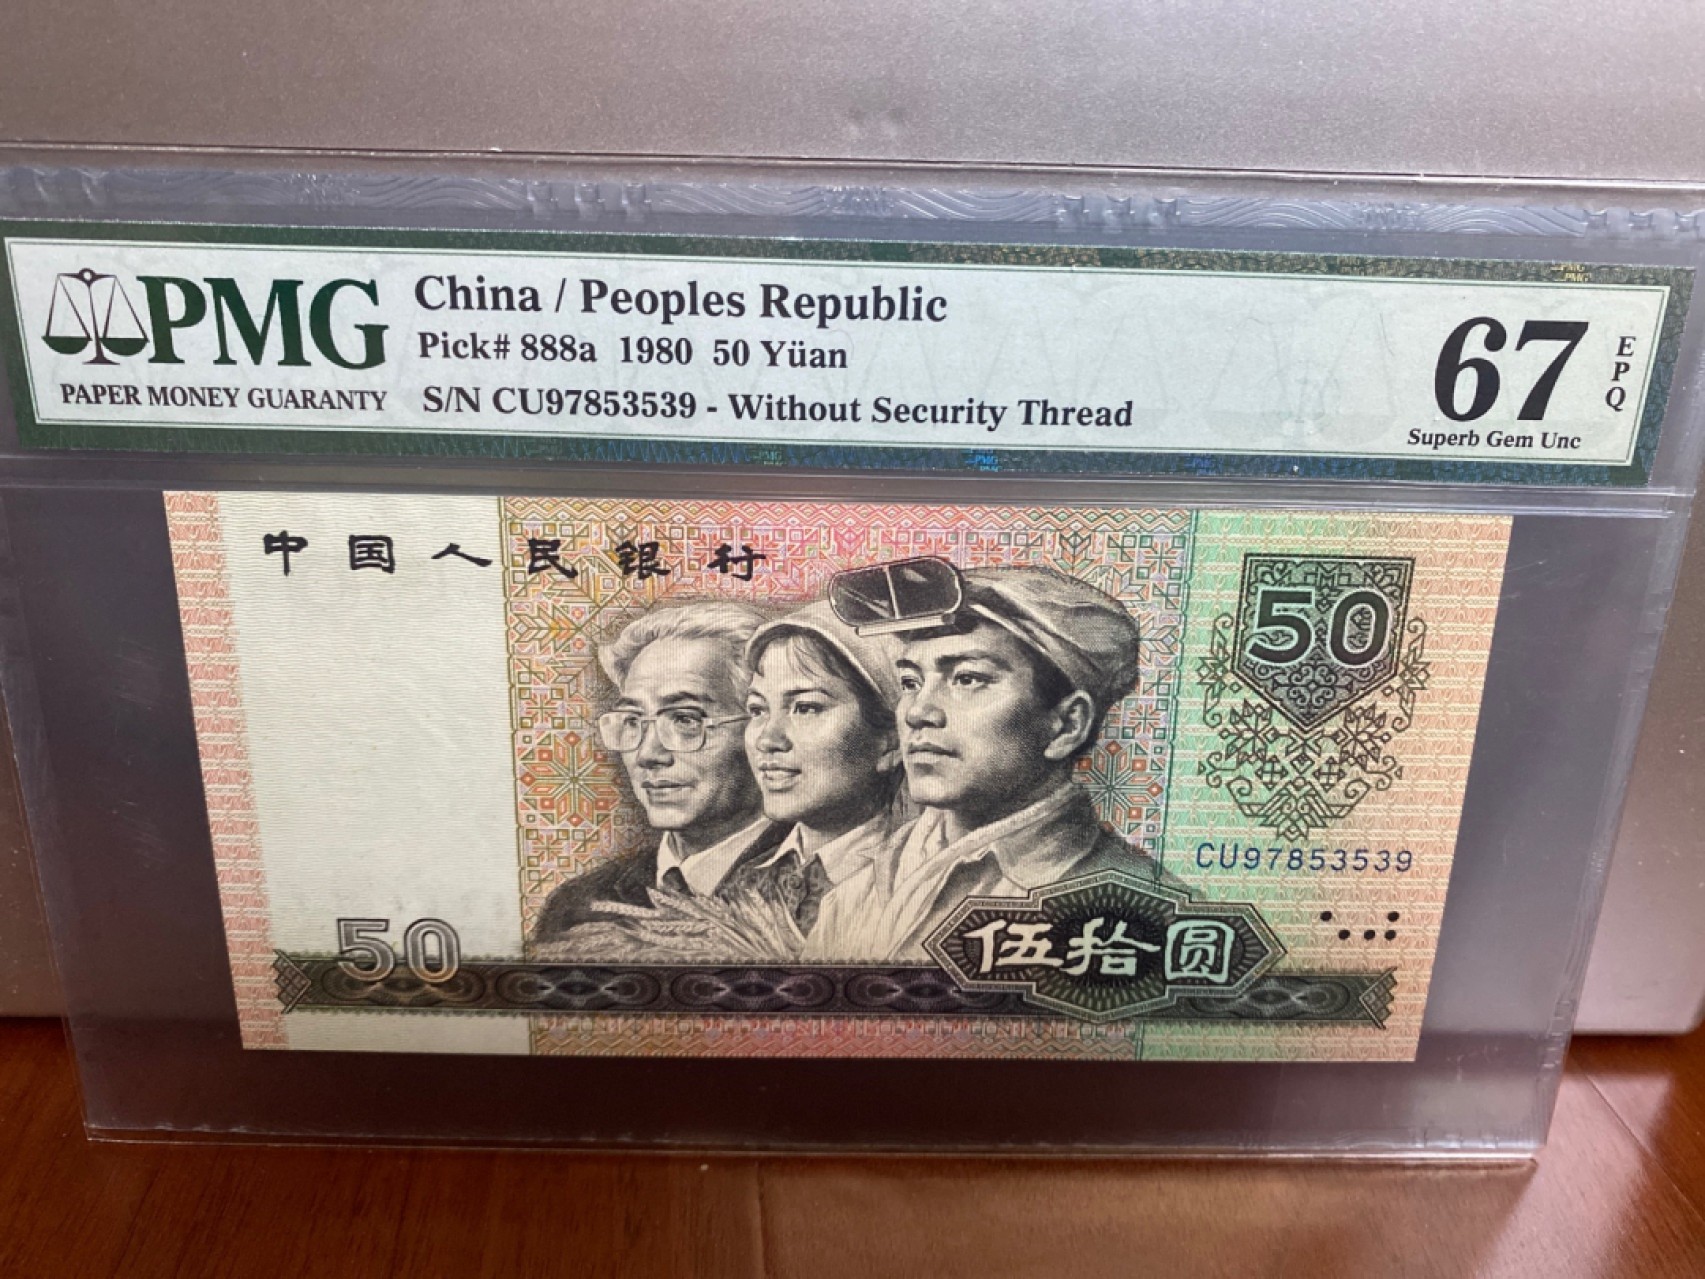 PMG
PAPER MONEY GUARANTY
China / Peoples Republic
Pick# 888a 1980 50 Yüan
S/N CU97853539 - Without Security Thread
67
EPQ
Superb Gem Unc
中国人民银行
50
CU97853539
50
伍拾圆